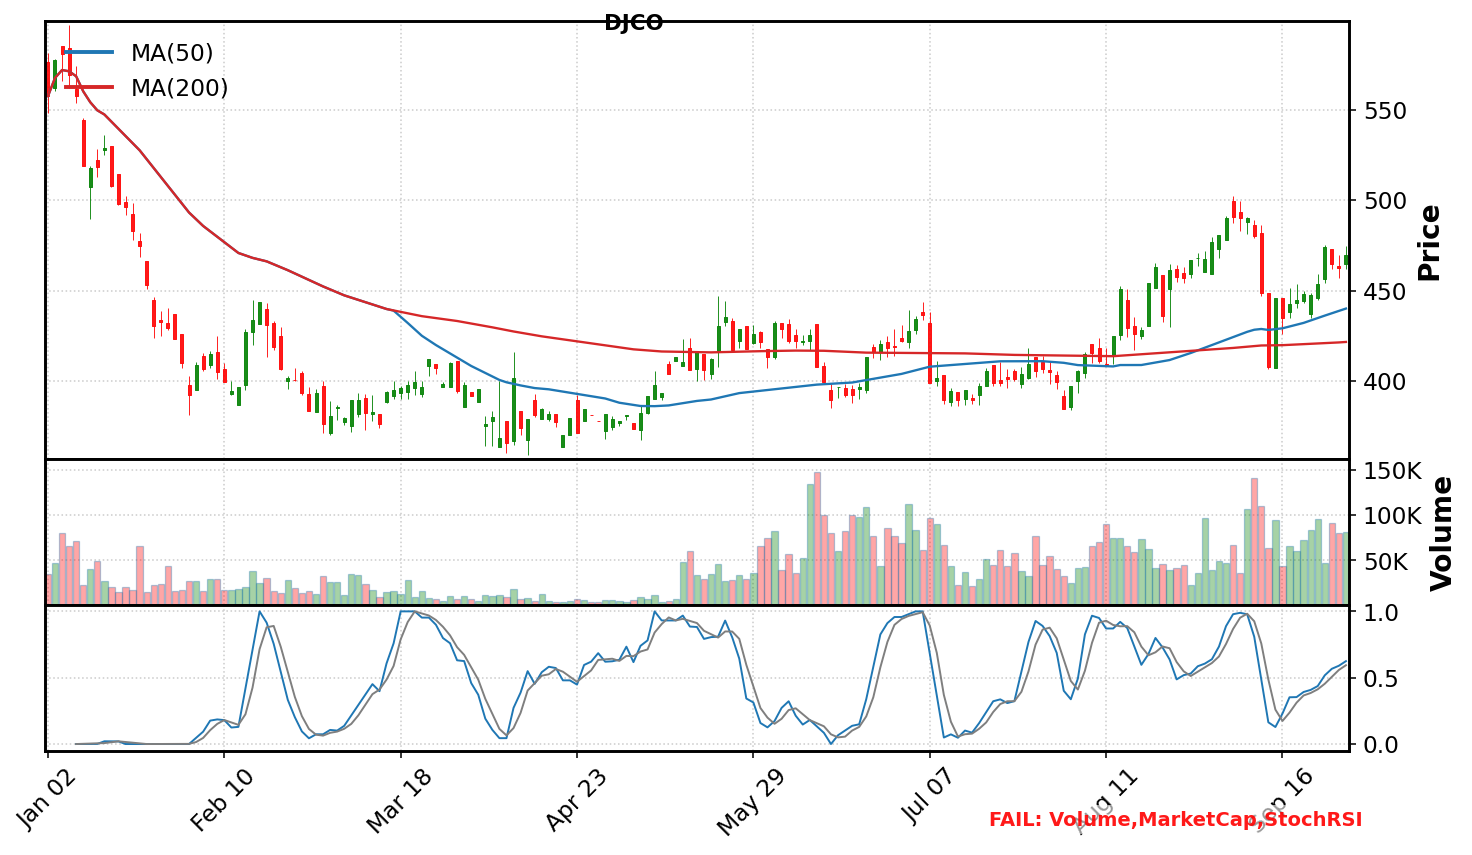 DJCO
MA(50)
MA(200)
550
500
450
400
Price
150K
100K
50K
Volume
1.0
0.5
0.0
Jan 02
Feb 10
Mar 18
Apr 23
May 29
Jul 07
Aug 11
Sep 16
FAIL: Volume,MarketCap,StochRSI